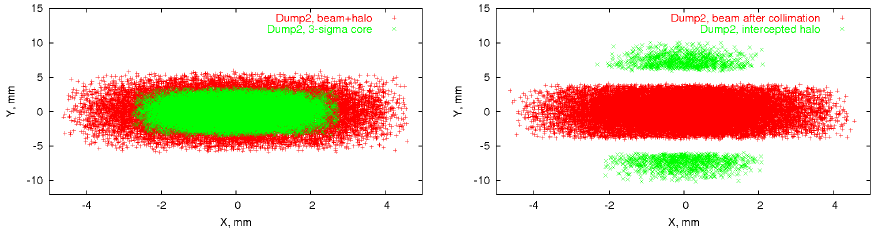 15
10
5
0
-5
-10
Y, mm
-4
-2
0
2
4
X, mm
Dump2, beam+halo
Dump2, 3-sigma core
15
10
5
0
-5
-10
Y, mm
-4
-2
0
2
4
X, mm
Dump2, beam after collimation
Dump2, intercepted halo